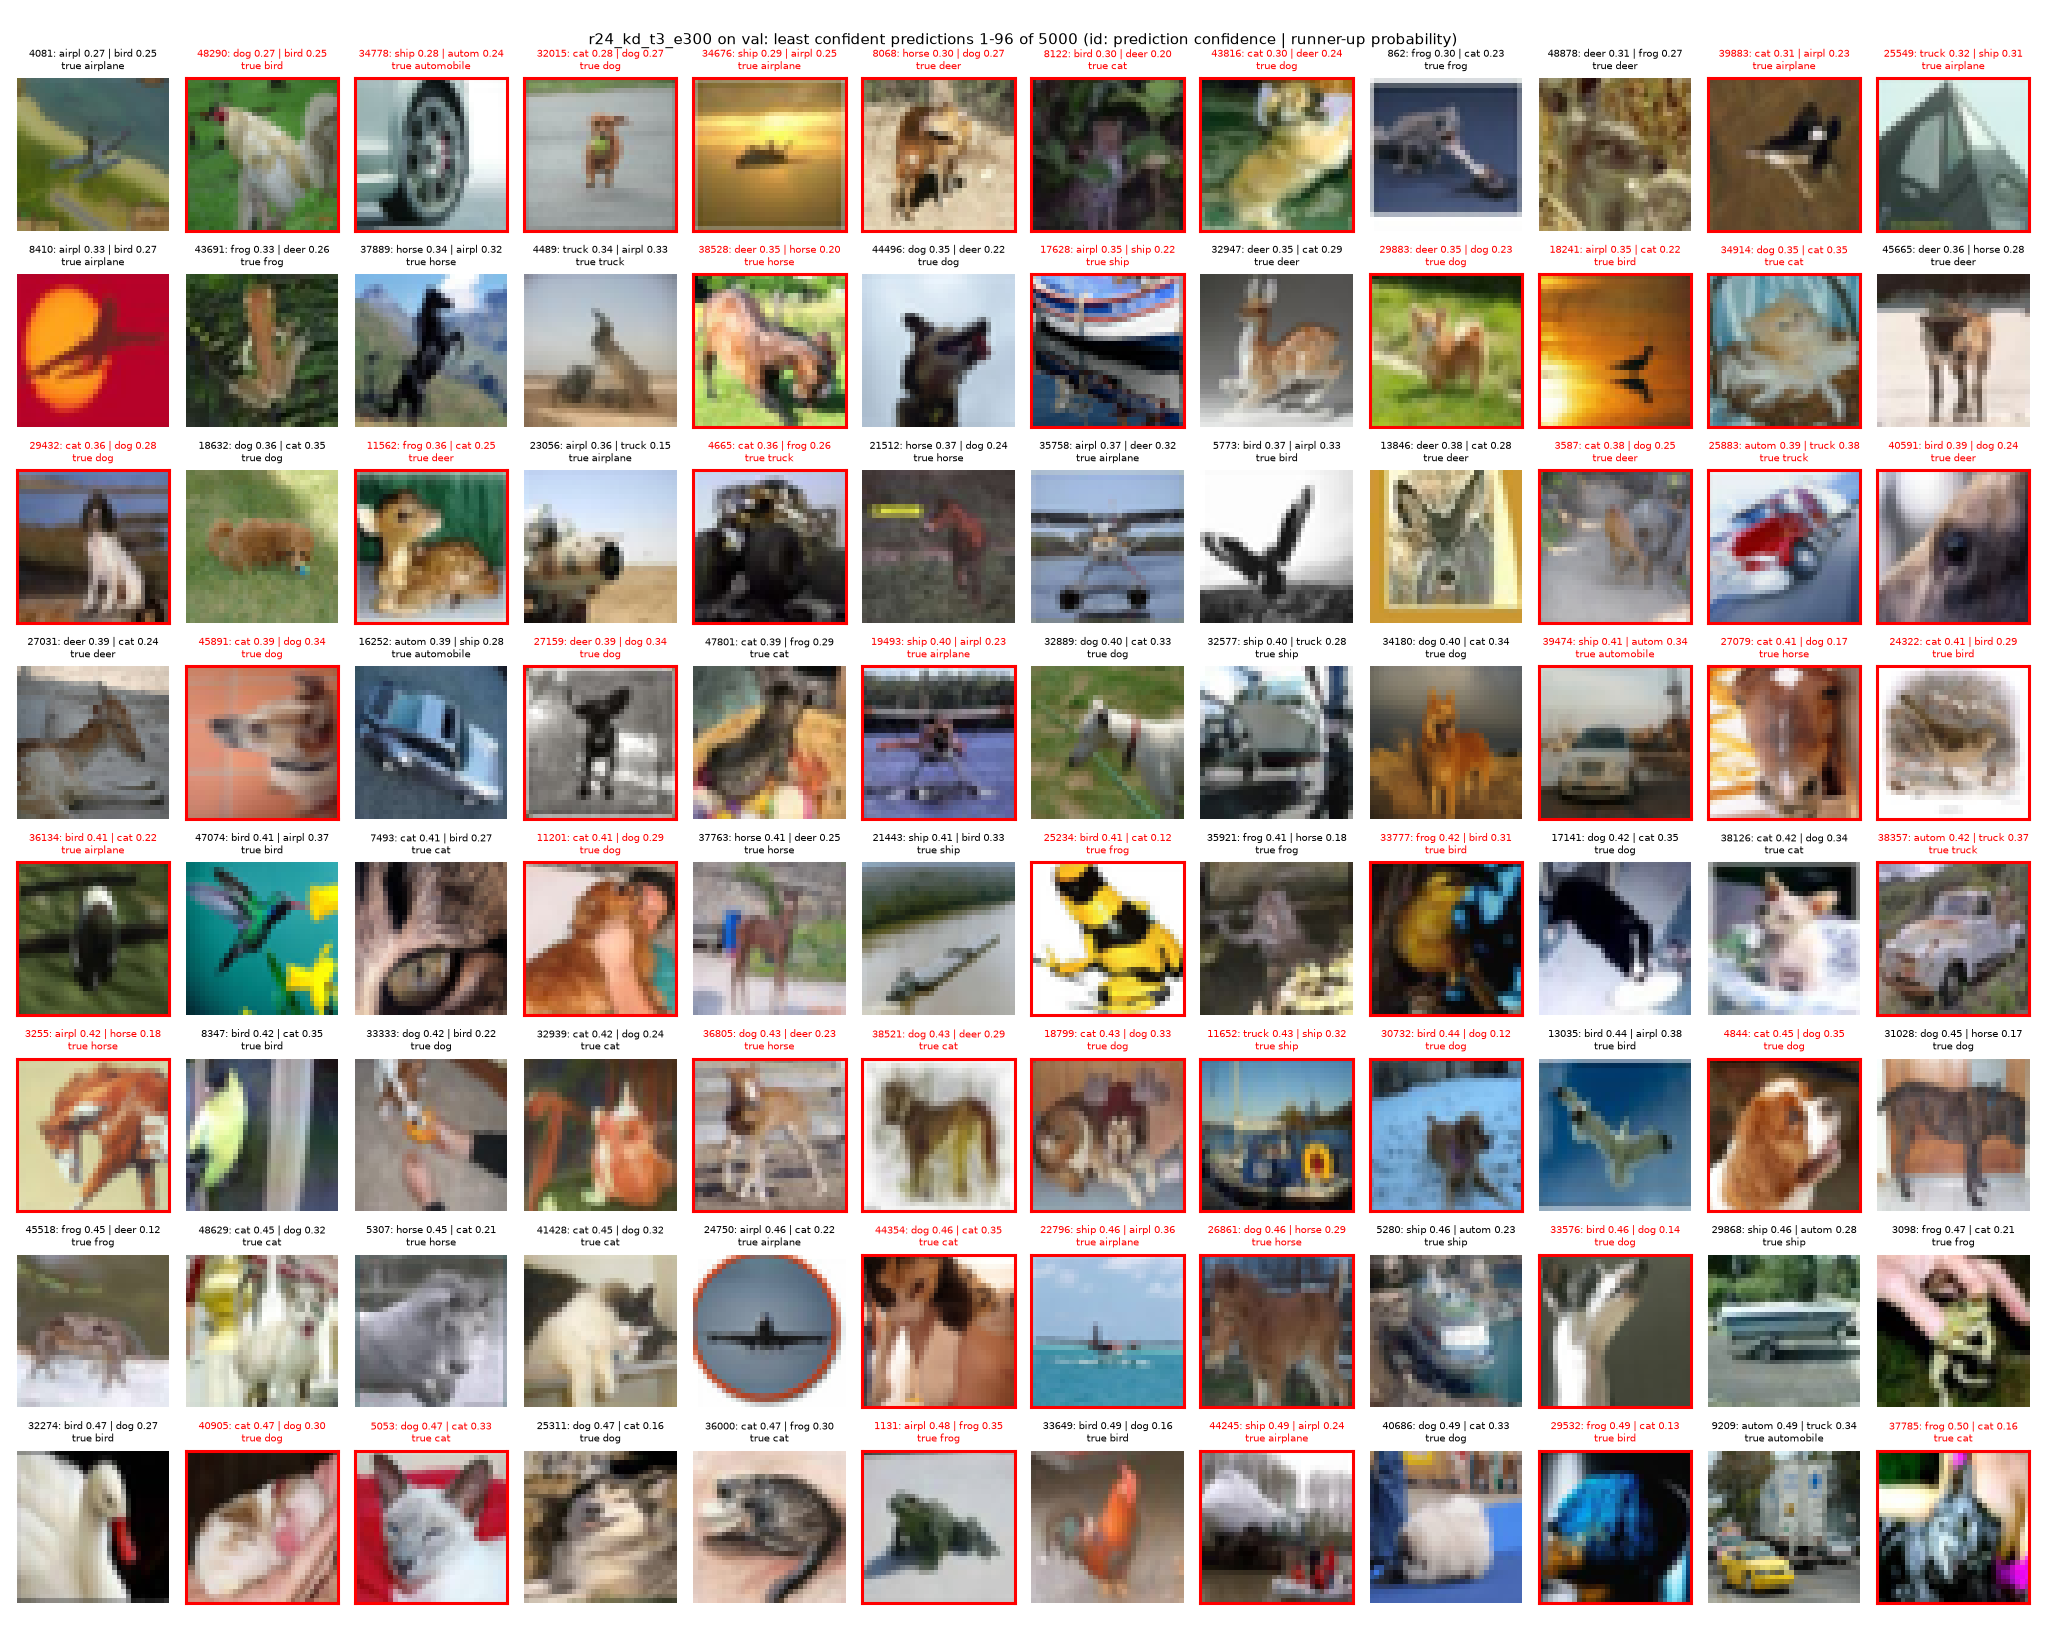 r24_kd_t3_e300 on val: least confident predictions 1-96 of 5000 (id: prediction confidence | runner-up probability)
4081: airpl 0.27 | bird 0.25
true airplane
48290: dog 0.27 | bird 0.25
true bird
34778: ship 0.28 | autom 0.24
true automobile
32015: cat 0.28 | dog 0.27
true dog
34676: ship 0.29 | airpl 0.25
true airplane
8068: horse 0.30 | dog 0.27
true deer
8122: bird 0.30 | deer 0.20
true cat
43816: cat 0.30 | deer 0.24
true dog
862: frog 0.30 | cat 0.23
true frog
48878: deer 0.31 | frog 0.27
true deer
39883: cat 0.31 | airpl 0.23
true airplane
25549: truck 0.32 | ship 0.31
true airplane
8410: airpl 0.33 | bird 0.27
true airplane
43691: frog 0.33 | deer 0.26
true frog
37889: horse 0.34 | airpl 0.32
true horse
4489: truck 0.34 | airpl 0.33
true truck
38528: deer 0.35 | horse 0.20
true horse
44496: dog 0.35 | deer 0.22
true dog
17628: airpl 0.35 | ship 0.22
true ship
32947: deer 0.35 | cat 0.29
true deer
29883: deer 0.35 | dog 0.23
true dog
18241: airpl 0.35 | cat 0.22
true bird
34914: dog 0.35 | cat 0.35
true cat
45665: deer 0.36 | horse 0.28
true deer
29432: cat 0.36 | dog 0.28
true dog
18632: dog 0.36 | cat 0.35
true dog
11562: frog 0.36 | cat 0.25
true deer
23056: airpl 0.36 | truck 0.15
true airplane
4665: cat 0.36 | frog 0.26
true truck
21512: horse 0.37 | dog 0.24
true horse
35758: airpl 0.37 | deer 0.32
true airplane
5773: bird 0.37 | airpl 0.33
true bird
13846: deer 0.38 | cat 0.28
true deer
3587: cat 0.38 | dog 0.25
true deer
25883: autom 0.39 | truck 0.38
true truck
40591: bird 0.39 | dog 0.24
true deer
27031: deer 0.39 | cat 0.24
true deer
45891: cat 0.39 | dog 0.34
true dog
16252: autom 0.39 | ship 0.28
true automobile
27159: deer 0.39 | dog 0.34
true dog
47801: cat 0.39 | frog 0.29
true cat
19493: ship 0.40 | airpl 0.23
true airplane
32889: dog 0.40 | cat 0.33
true dog
32577: ship 0.40 | truck 0.28
true ship
34180: dog 0.40 | cat 0.34
true dog
39474: ship 0.41 | autom 0.34
true automobile
27079: cat 0.41 | dog 0.17
true horse
24322: cat 0.41 | bird 0.29
true bird
36134: bird 0.41 | cat 0.22
true airplane
47074: bird 0.41 | airpl 0.37
true bird
7493: cat 0.41 | bird 0.27
true cat
11201: cat 0.41 | dog 0.29
true dog
37763: horse 0.41 | deer 0.25
true horse
21443: ship 0.41 | bird 0.33
true ship
25234: bird 0.41 | cat 0.12
true frog
35921: frog 0.41 | horse 0.18
true frog
33777: frog 0.42 | bird 0.31
true bird
17141: dog 0.42 | cat 0.35
true dog
38126: cat 0.42 | dog 0.34
true cat
38357: autom 0.42 | truck 0.37
true truck
3255: airpl 0.42 | horse 0.18
true horse
8347: bird 0.42 | cat 0.35
true bird
33333: dog 0.42 | bird 0.22
true dog
32939: cat 0.42 | dog 0.24
true cat
36805: dog 0.43 | deer 0.23
true horse
38521: dog 0.43 | deer 0.29
true cat
18799: cat 0.43 | dog 0.33
true dog
11652: truck 0.43 | ship 0.32
true ship
30732: bird 0.44 | dog 0.12
true dog
13035: bird 0.44 | airpl 0.38
true bird
4844: cat 0.45 | dog 0.35
true dog
31028: dog 0.45 | horse 0.17
true dog
45518: frog 0.45 | deer 0.12
true frog
48629: cat 0.45 | dog 0.32
true cat
5307: horse 0.45 | cat 0.21
true horse
41428: cat 0.45 | dog 0.32
true cat
24750: airpl 0.46 | cat 0.22
true airplane
44354: dog 0.46 | cat 0.35
true cat
22796: ship 0.46 | airpl 0.36
true airplane
26861: dog 0.46 | horse 0.29
true horse
5280: ship 0.46 | autom 0.23
true ship
33576: bird 0.46 | dog 0.14
true dog
29868: ship 0.46 | autom 0.28
true ship
3098: frog 0.47 | cat 0.21
true frog
32274: bird 0.47 | dog 0.27
true bird
40905: cat 0.47 | dog 0.30
true dog
5053: dog 0.47 | cat 0.33
true cat
25311: dog 0.47 | cat 0.16
true dog
36000: cat 0.47 | frog 0.30
true cat
1131: airpl 0.48 | frog 0.35
true frog
33649: bird 0.49 | dog 0.16
true bird
44245: ship 0.49 | airpl 0.24
true airplane
40686: dog 0.49 | cat 0.33
true dog
29532: frog 0.49 | cat 0.13
true bird
9209: autom 0.49 | truck 0.34
true automobile
37785: frog 0.50 | cat 0.16
true cat